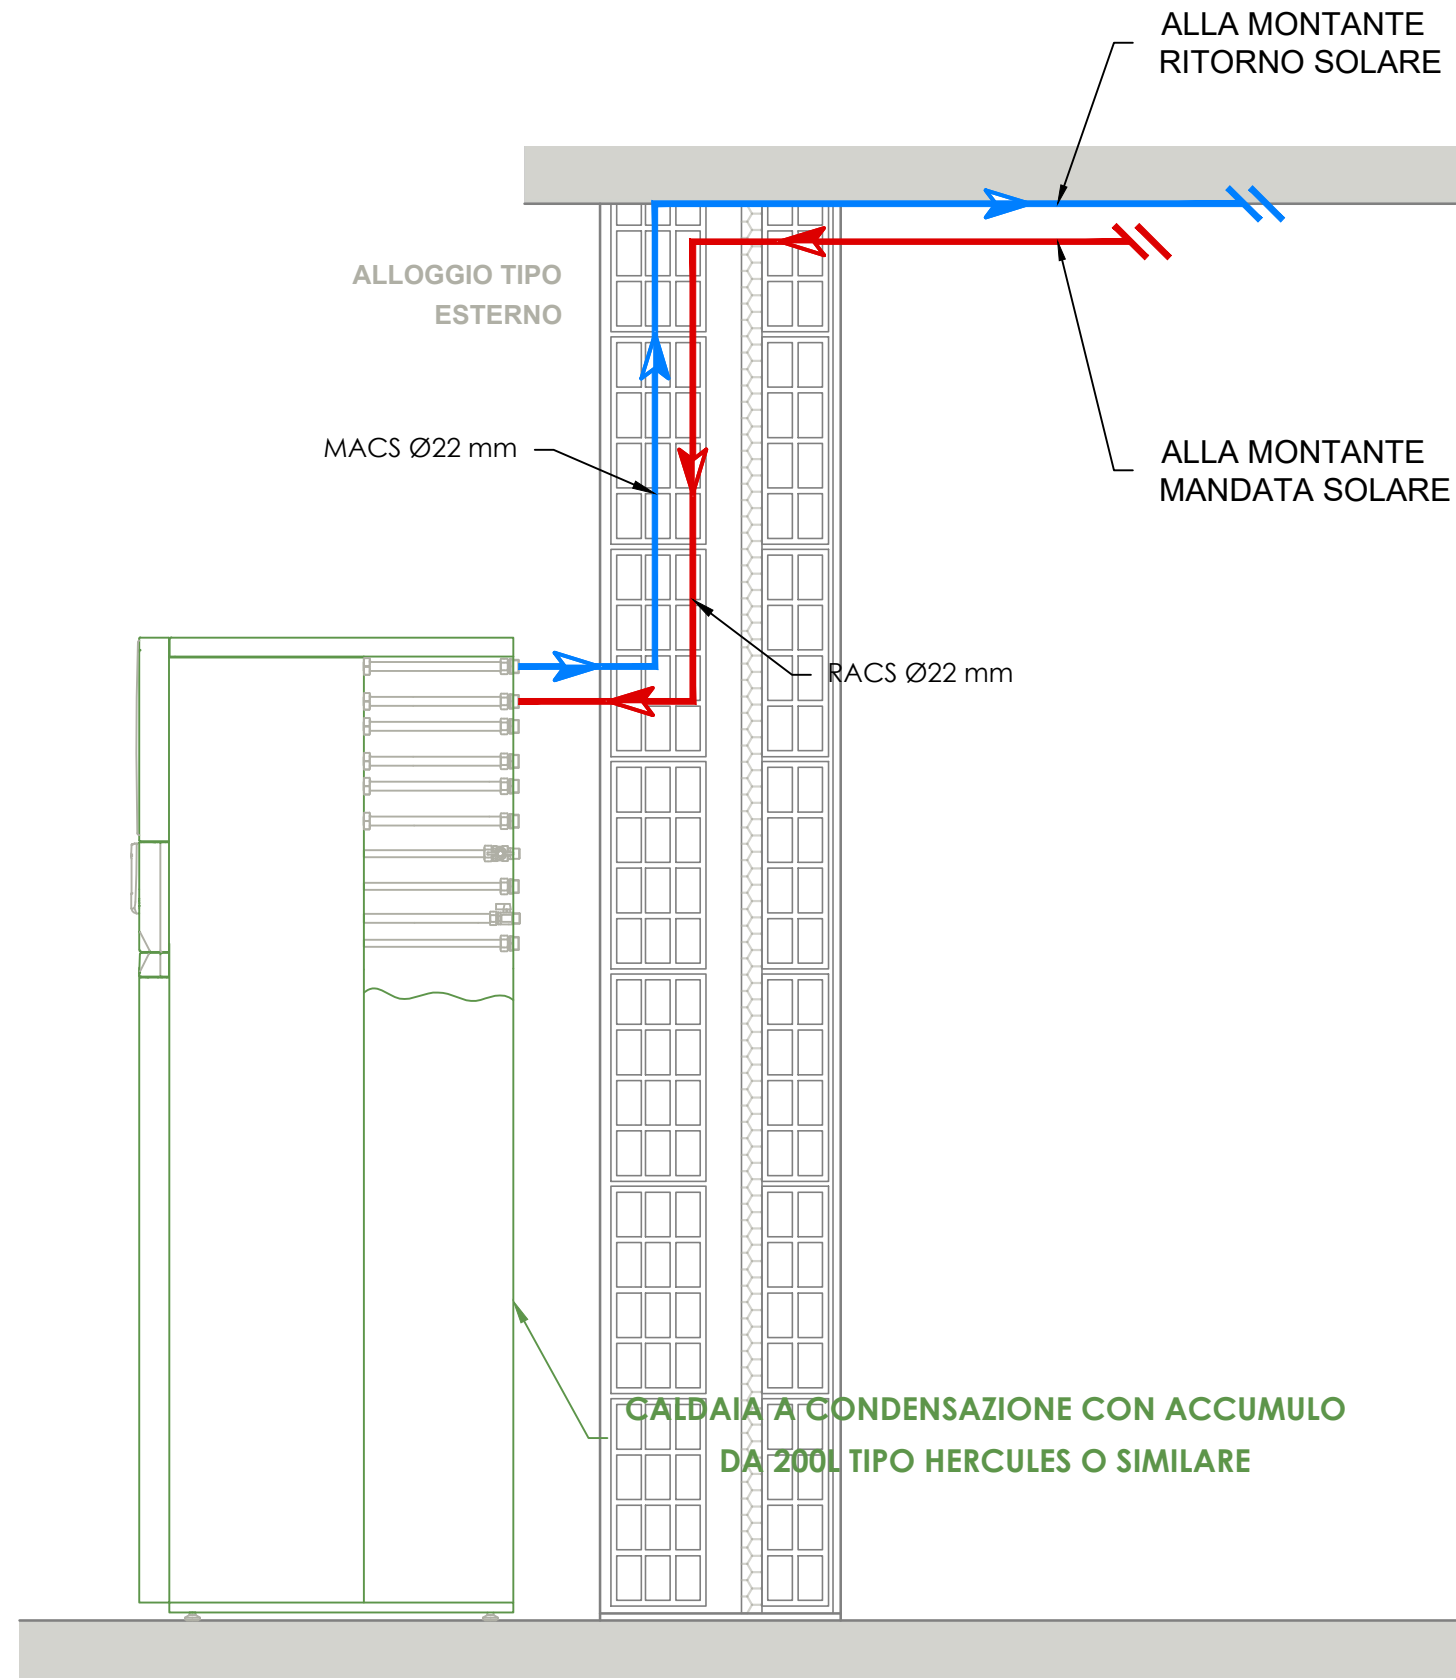 ALLA MONTANTE
RITORNO SOLARE
ALLOGGIO TIPO
ESTERNO
MACS Ø22 mm
ALLA MONTANTE
MANDATA SOLARE
RACS Ø22 mm
CALDAIA A CONDENSAZIONE CON ACCUMULO
DA 200L TIPO HERCULES O SIMILARE